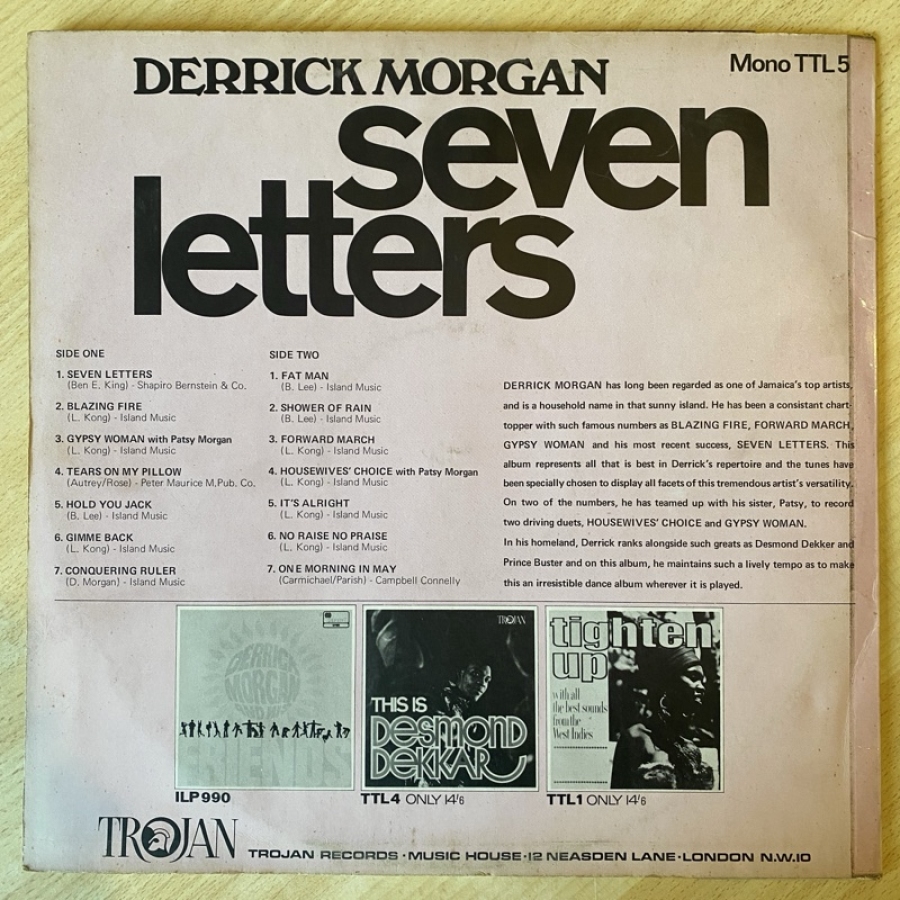 DERRICK MORGAN
Mono TTL 5
seven
letters
SIDE ONE
1. SEVEN LETTERS
(Ben E. King) - Shapiro Bernstein & Co.
2. BLAZING FIRE
(L. Kong) - Island Music
3. GYPSY WOMAN with Patsy Morgan
(L. Kong) - Island Music
4. TEARS ON MY PILLOW
(Autrey/Rose) - Peter Maurice M,Pub. Co.
5. HOLD YOU JACK
(B. Lee) - Island Music
6. GIMME BACK
(L. Kong) - Island Music
7. CONQUERING RULER
(D. Morgan) - Island Music
SIDE TWO
1. FAT MAN
(B. Lee) - Island Music
2. SHOWER OF RAIN
(B. Lee) - Island Music
3. FORWARD MARCH
(L. Kong) - Island Music
4. HOUSEWIVES' CHOICE with Patsy Morgan
(L. Kong) - Island Music
5. IT'S ALRIGHT
(L. Kong) - Island Music
6. NO RAISE NO PRAISE
(L. Kong) - Island Music
7. ONE MORNING IN MAY
(Carmichael/Parish) - Campbell Connelly
DERRICK MORGAN has long been regarded as one of Jamaica's top artists,
and is a household name in that sunny island. He has been a consistant chart-
topper with such famous numbers as BLAZING FIRE, FORWARD MARCH,
GYPSY WOMAN and his most recent success, SEVEN LETTERS. This
album represents all that is best in Derrick's repertoire and the tunes have
been specially chosen to display all facets of this tremendous artist's versatility.
On two of the numbers, he has teamed up with his sister, Patsy, to record
two driving duets, HOUSEWIVES' CHOICE and GYPSY WOMAN.
In his homeland, Derrick ranks alongside such greats as Desmond Dekker and
Prince Buster and on this album, he maintains such a lively tempo as to make
this an irresistible dance album wherever it is played.
DERRICK
MORGAN
AND HIS
FRIENDS
ILP 990
TROJAN
THIS IS
DESMOND
DEKKAR
TTL4 ONLY 14/6
tighten
up
with all
the best sounds
from the
West Indies
TTL1 ONLY 14/6
TROJAN
TROJAN RECORDS · MUSIC HOUSE · 12 NEASDEN LANE · LONDON N.W.10